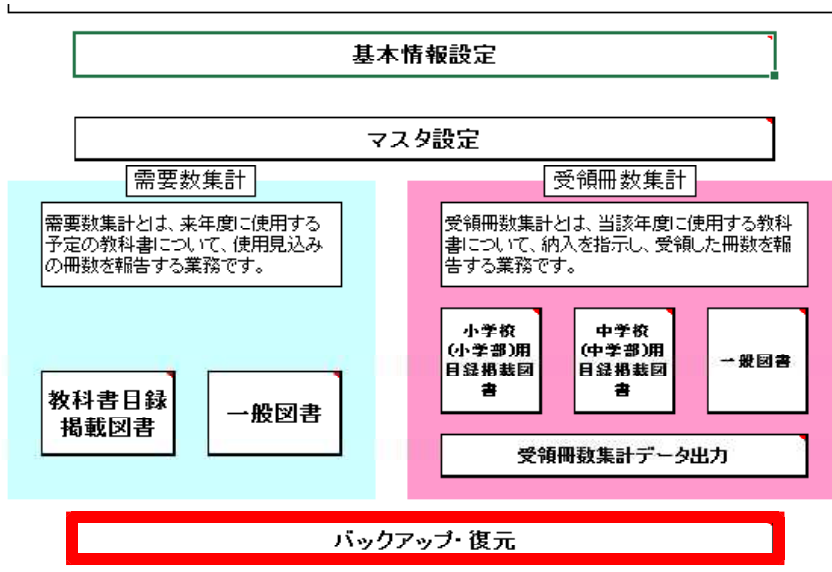 基本情報設定
マスタ設定
需要数集計
需要数集計とは、来年度に使用する
予定の教科書について、使用見込み
の冊数を報告する業務です。
教科書目録
掲載図書
一般図書
受領冊数集計
受領冊数集計とは、当該年度に使用する教科
書について、納入を指示し、受領した冊数を報
告する業務です。
小学校
(小学部)用
目録掲載図
書
中学校
(中学部)用
目録掲載図
書
一般図書
受領冊数集計データ出力
バックアップ・復元